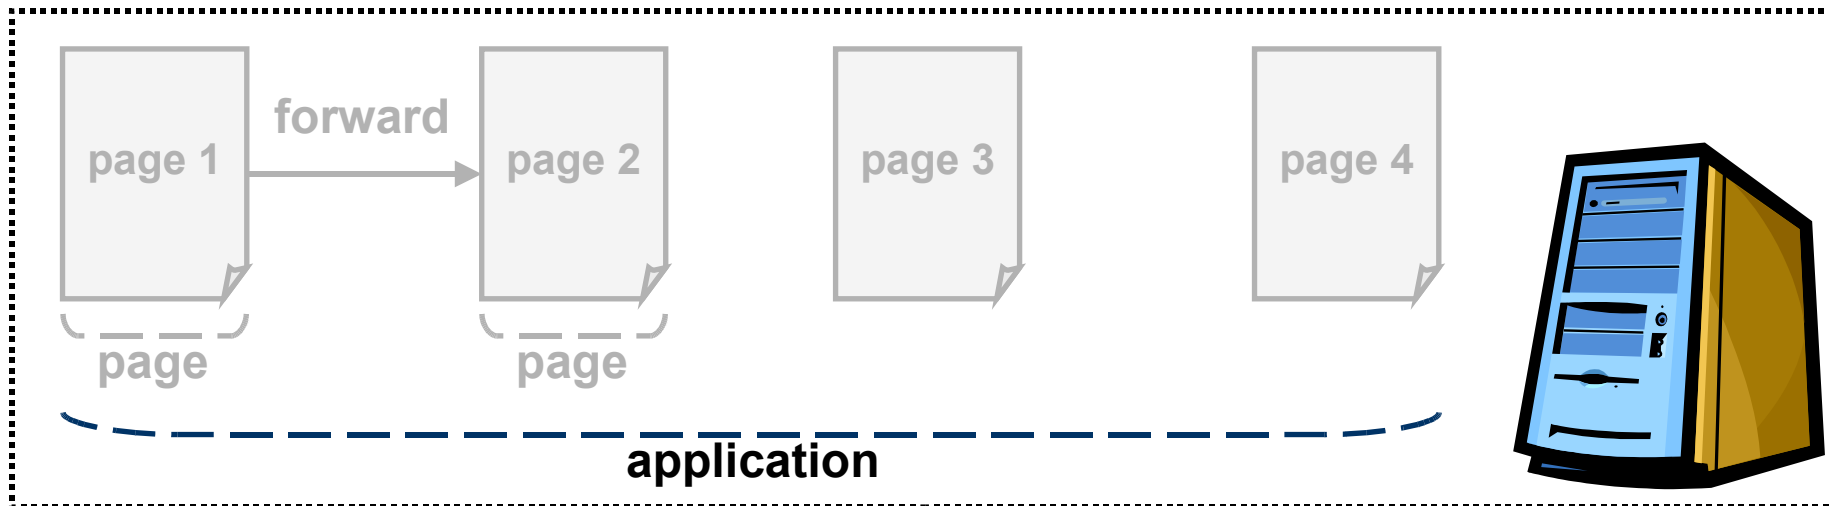 forward
page 1
page 2
page 3
page 4
page
page
application